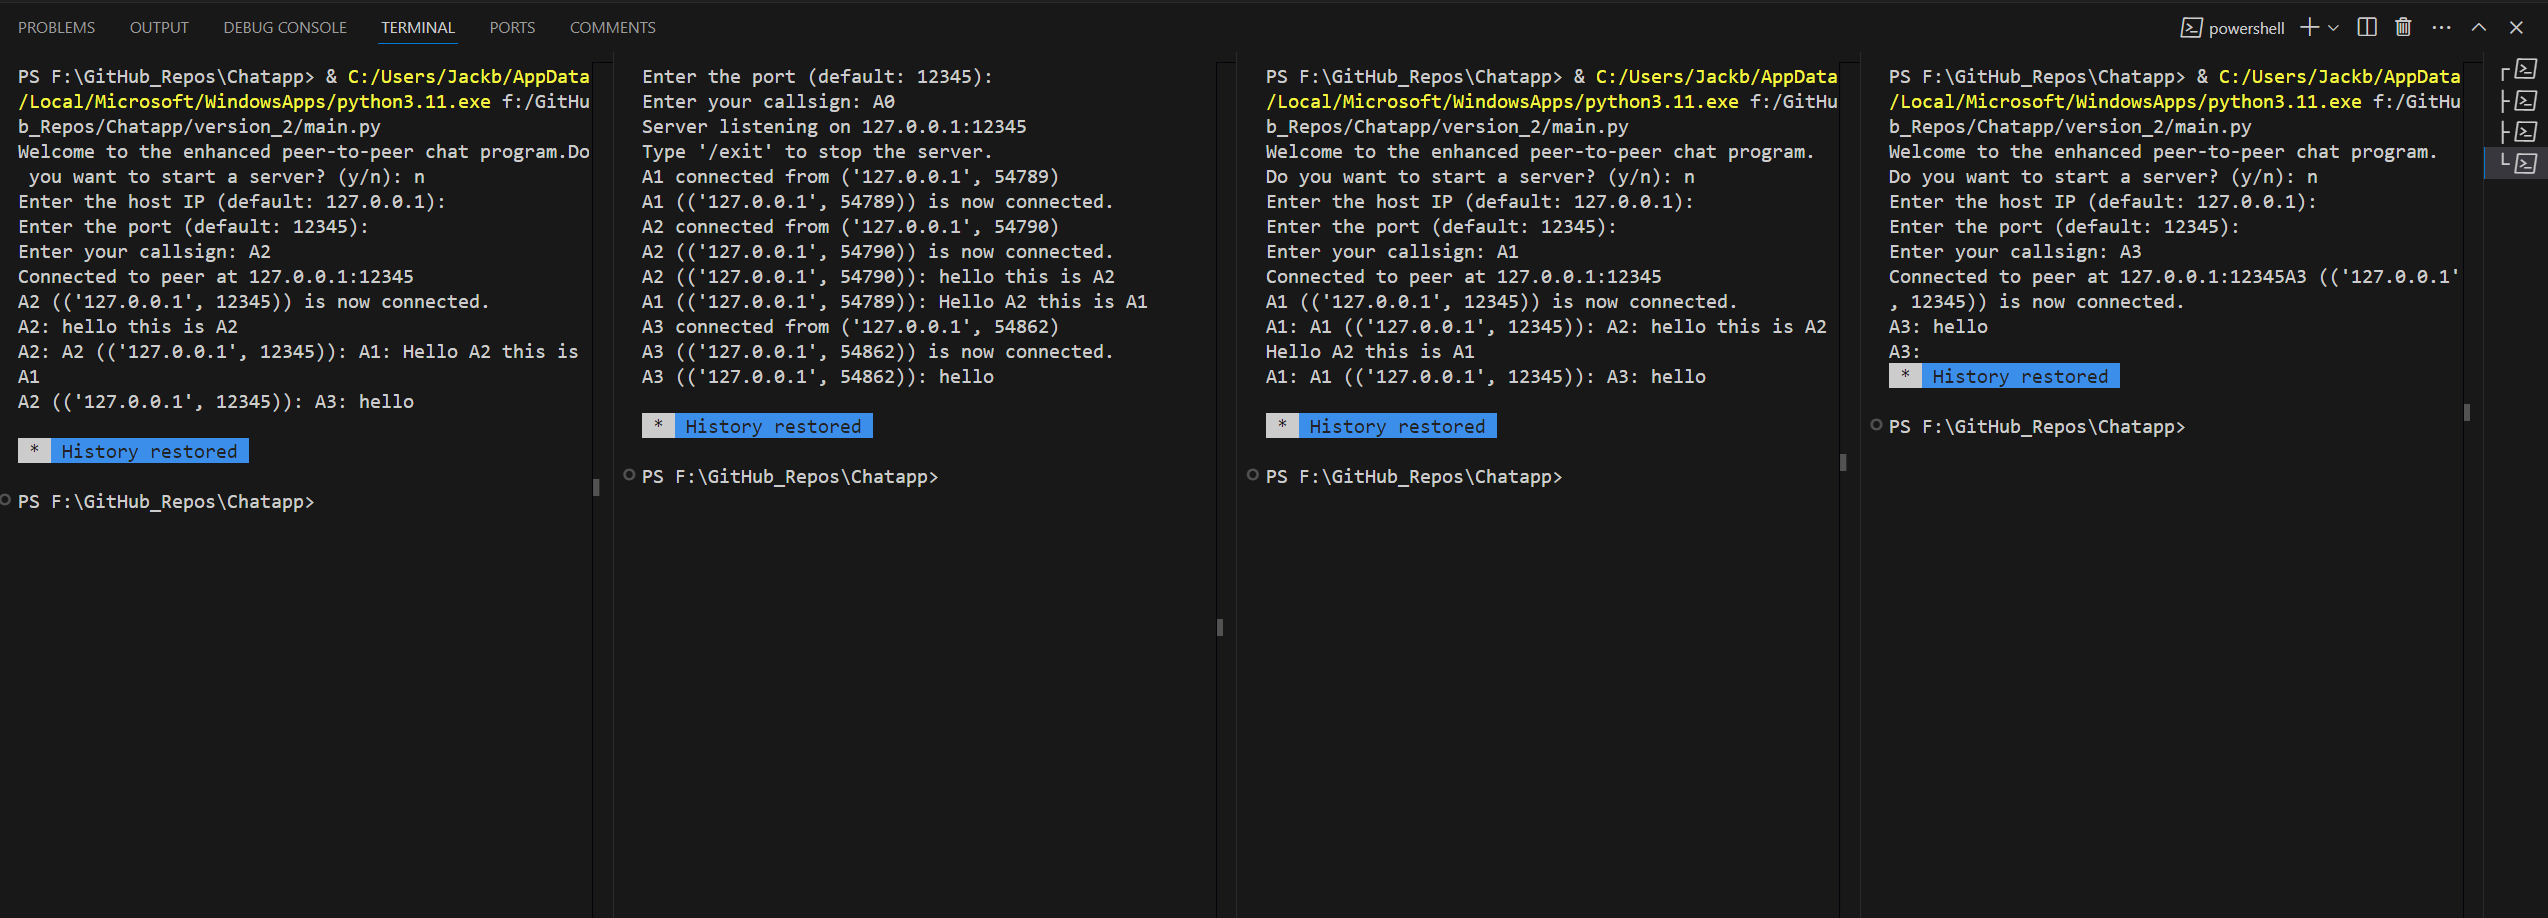 PROBLEMS OUTPUT DEBUG CONSOLE TERMINAL PORTS COMMENTS
powershell
PS F:\GitHub_Repos\Chatapp> & C:/Users/Jackb/AppData
/Local/Microsoft/WindowsApps/python3.11.exe f:/GitHu
b_Repos/Chatapp/version_2/main.py
Welcome to the enhanced peer-to-peer chat program.Do
you want to start a server? (y/n): n
Enter the host IP (default: 127.0.0.1):
Enter the port (default: 12345):
Enter your callsign: A2
Connected to peer at 127.0.0.1:12345
A2 (('127.0.0.1', 12345)) is now connected.
A2: hello this is A2
A2: A2 (('127.0.0.1', 12345)): A1: Hello A2 this is
A1
A2 (('127.0.0.1', 12345)): A3: hello
* History restored
PS F:\GitHub_Repos\Chatapp>
Enter the port (default: 12345):
Enter your callsign: A0
Server listening on 127.0.0.1:12345
Type '/exit' to stop the server.
A1 connected from ('127.0.0.1', 54789)
A1 (('127.0.0.1', 54789)) is now connected.
A2 connected from ('127.0.0.1', 54790)
A2 (('127.0.0.1', 54790)) is now connected.
A2 (('127.0.0.1', 54790)): hello this is A2
A1 (('127.0.0.1', 54789)): Hello A2 this is A1
A3 connected from ('127.0.0.1', 54862)
A3 (('127.0.0.1', 54862)) is now connected.
A3 (('127.0.0.1', 54862)): hello
* History restored
PS F:\GitHub_Repos\Chatapp>
PS F:\GitHub_Repos\Chatapp> & C:/Users/Jackb/AppData
/Local/Microsoft/WindowsApps/python3.11.exe f:/GitHu
b_Repos/Chatapp/version_2/main.py
Welcome to the enhanced peer-to-peer chat program.
Do you want to start a server? (y/n): n
Enter the host IP (default: 127.0.0.1):
Enter the port (default: 12345):
Enter your callsign: A1
Connected to peer at 127.0.0.1:12345
A1 (('127.0.0.1', 12345)) is now connected.
A1: A1 (('127.0.0.1', 12345)): A2: hello this is A2
Hello A2 this is A1
A1: A1 (('127.0.0.1', 12345)): A3: hello
* History restored
PS F:\GitHub_Repos\Chatapp>
PS F:\GitHub_Repos\Chatapp> & C:/Users/Jackb/AppData
/Local/Microsoft/WindowsApps/python3.11.exe f:/GitHu
b_Repos/Chatapp/version_2/main.py
Welcome to the enhanced peer-to-peer chat program.
Do you want to start a server? (y/n): n
Enter the host IP (default: 127.0.0.1):
Enter the port (default: 12345):
Enter your callsign: A3
Connected to peer at 127.0.0.1:12345A3 (('127.0.0.1'
, 12345)) is now connected.
A3: hello
A3:
* History restored
PS F:\GitHub_Repos\Chatapp>